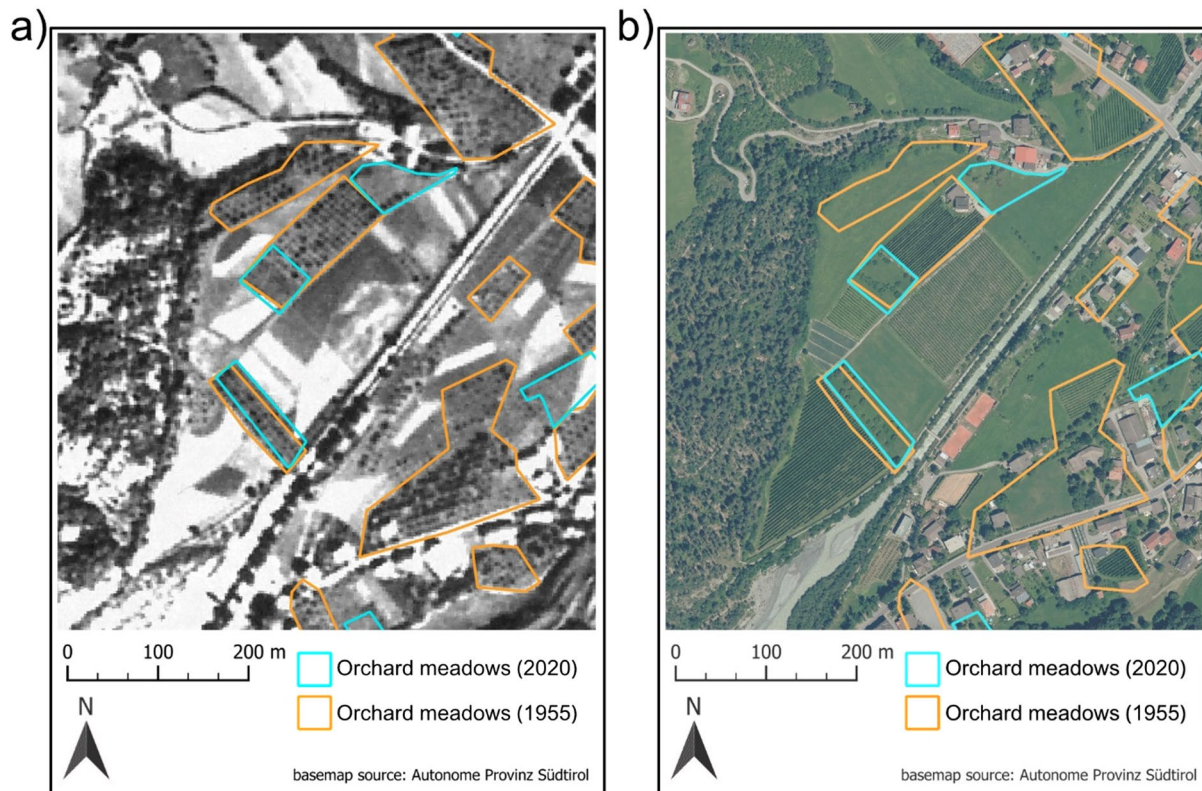 a)
b)
0 100 200 m
Orchard meadows (2020)
Orchard meadows (1955)
N
basemap source: Autonome Provinz Südtirol
0 100 200 m
Orchard meadows (2020)
Orchard meadows (1955)
N
basemap source: Autonome Provinz Südtirol